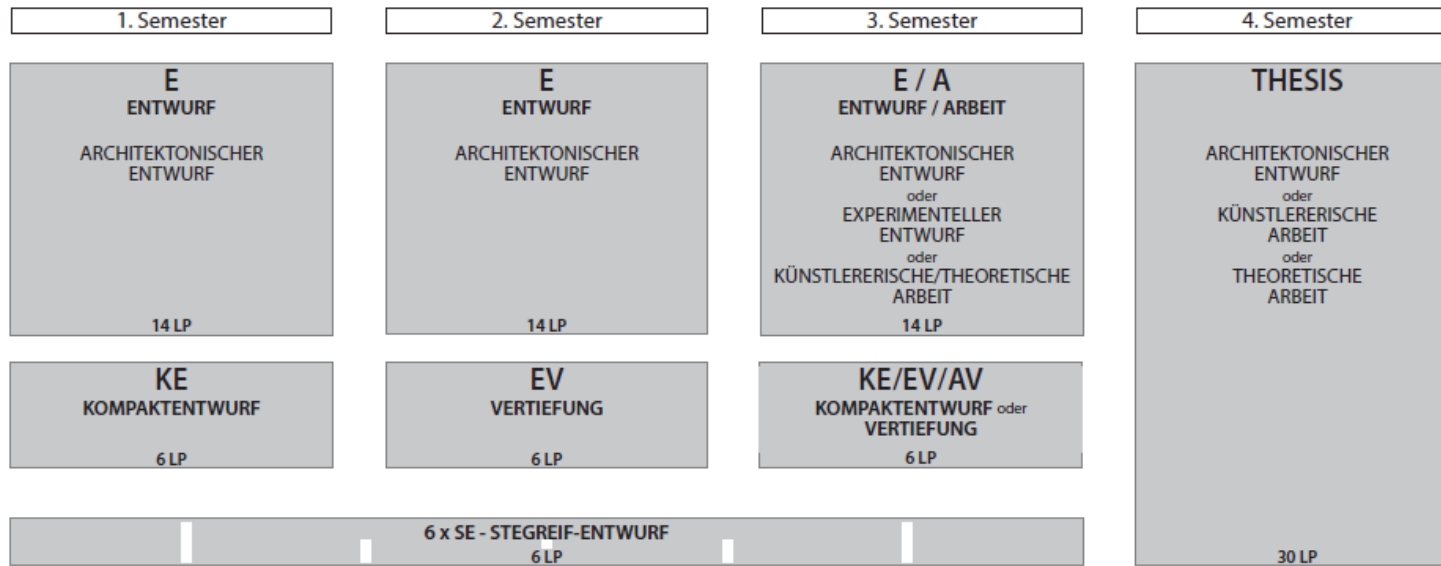 1. Semester
2. Semester
3. Semester
4. Semester
E
ENTWURF
ARCHITEKTONISCHER
ENTWURF
14 LP
E
ENTWURF
ARCHITEKTONISCHER
ENTWURF
14 LP
E / A
ENTWURF / ARBEIT
ARCHITEKTONISCHER
ENTWURF
oder
EXPERIMENTELLER
ENTWURF
oder
KÜNSTLERERISCHE/THEORETISCHE
ARBEIT
14 LP
THESIS
ARCHITEKTONISCHER
ENTWURF
oder
KÜNSTLERERISCHE
ARBEIT
oder
THEORETISCHE
ARBEIT
30 LP
KE
KOMPAKTENTWURF
6 LP
EV
VERTIEFUNG
6 LP
KE/EV/AV
KOMPAKTENTWURF oder
VERTIEFUNG
6 LP
6 x SE - STEGREIF-ENTWURF
6 LP